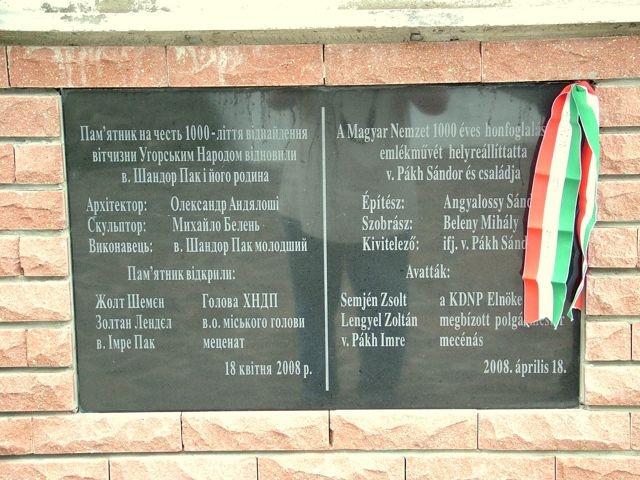 Пам'ятник на честь 1000-ліття віднайдення
вітчизни Угорським Народом відновили
в. Шандор Пак і його родина
Архітектор: Олександр Андялоші
Скульптор: Михайло Белень
Виконавець: в. Шандор Пак молодший
Пам'ятник відкрили:
Жолт Шемєн Голова ХНДП
Золтан Лендєл в.о. міського голови
в. Імре Пак меценат
18 квітня 2008 р.
A Magyar Nemzet 1000 éves
emlékművét helyreállíttatta
v. Pákh Sándor és családja
Építész: Angyalossy
Szobrász: Beleny Mihály
Kivitelező: ifj. v. Pákh
Avatták:
Semjén Zsolt a KDNP Elnöke
Lengyel Zoltán megbízott
v. Pákh Imre mecénás
2008. április 18.